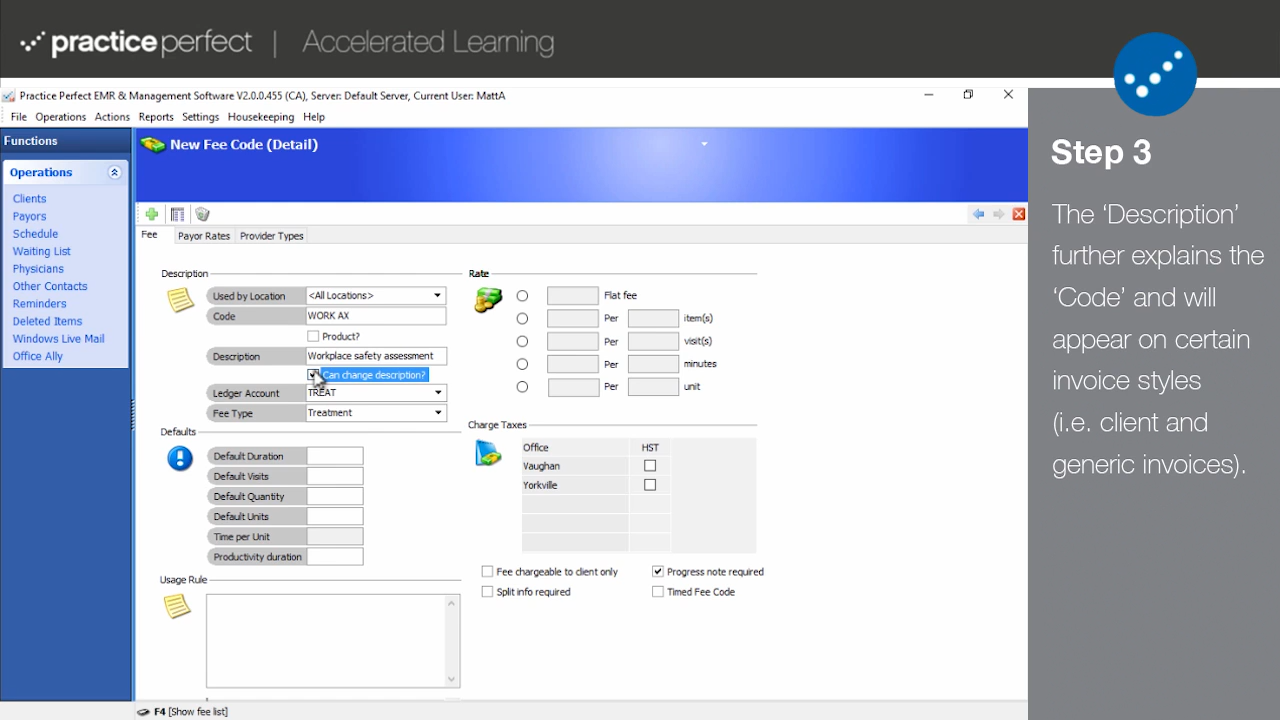 practiceperfect | Accelerated Learning
Practice Perfect EMR & Management Software V2.0.0.455 (CA), Server: Default Server, Current User: MattA
File Operations Actions Reports Settings Housekeeping Help
Functions
New Fee Code (Detail)
Operations
Clients
Payors
Schedule
Waiting List
Physicians
Other Contacts
Reminders
Deleted Items
Windows Live Mail
Office Ally
Fee Payor Rates Provider Types
Description
Used by Location <All Locations>
Code WORK AX
Product?
Description Workplace safety assessment
Can change description?
Ledger Account TREAT
Fee Type Treatment
Defaults
Default Duration
Default Visits
Default Quantity
Default Units
Time per Unit
Productivity duration
Usage Rule
Rate
Flat fee
Per item(s)
Per visit(s)
Per minutes
Per unit
Charge Taxes
Office HST
Vaughan
Yorkville
Fee chargeable to client only Progress note required
Split info required Timed Fee Code
F4 [Show fee list]
Step 3
The ‘Description’
further explains the
‘Code’ and will
appear on certain
invoice styles
(i.e. client and
generic invoices).